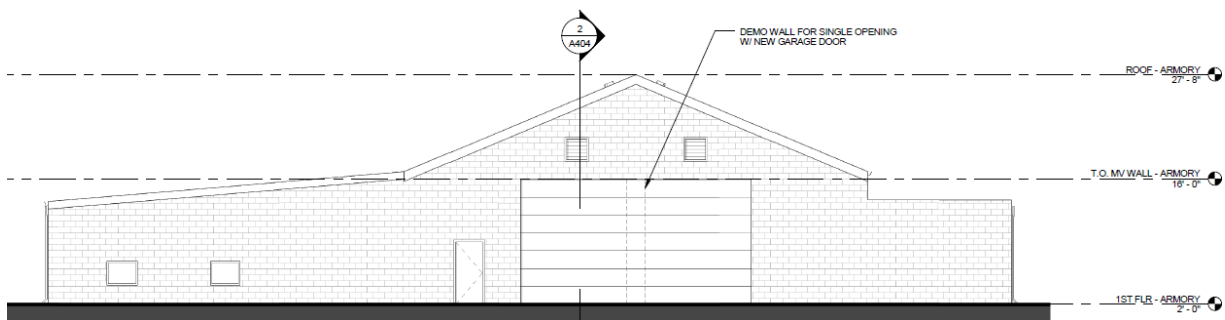 2
A404
DEMO WALL FOR SINGLE OPENING
W/ NEW GARAGE DOOR
ROOF - ARMORY
27' - 8"
T.O. MV WALL - ARMORY
16' - 0"
1ST FLR - ARMORY
2' - 0"